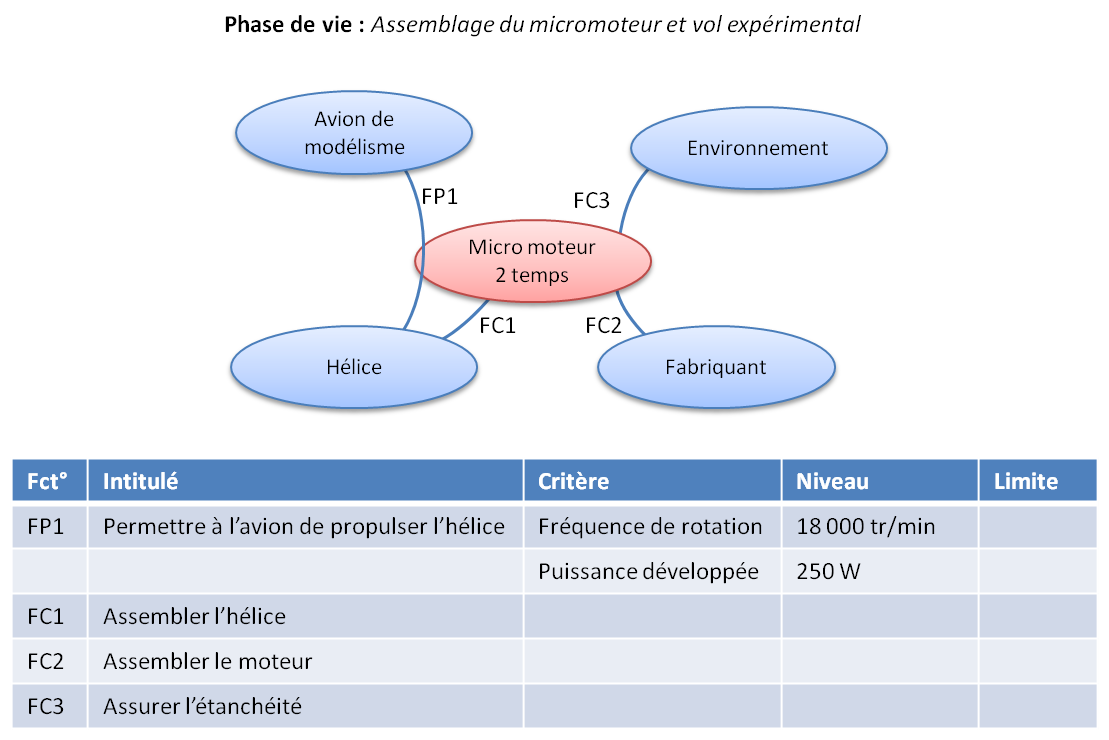 Phase de vie : Assemblage du micromoteur et vol expérimental
Avion de
modélisme
Environnement
FP1
FC3
Micro moteur
2 temps
FC1
FC2
Hélice
Fabriquant
Fct° Intitulé Critère Niveau Limite
FP1 Permettre à l’avion de propulser l’hélice Fréquence de rotation 18 000 tr/min
Puissance développée 250 W
FC1 Assembler l’hélice
FC2 Assembler le moteur
FC3 Assurer l’étanchéité